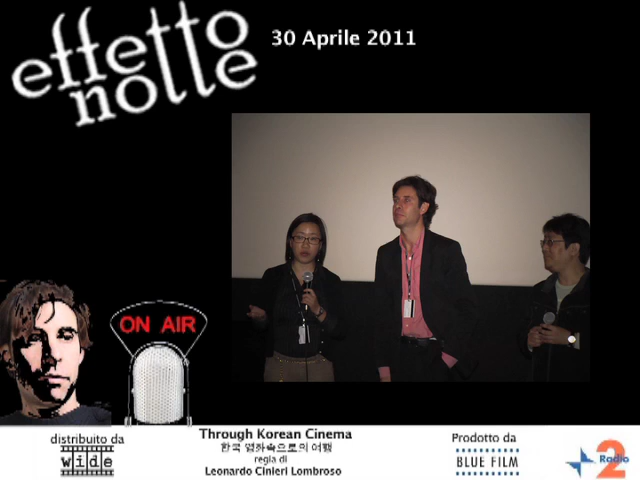 effetto
notte
30 Aprile 2011
ON AIR
distribuito da
wide
Through Korean Cinema
한국 영화속으로의 여행
regia di
Leonardo Cinieri Lombroso
Prodotto da
BLUE FILM
Radio 2